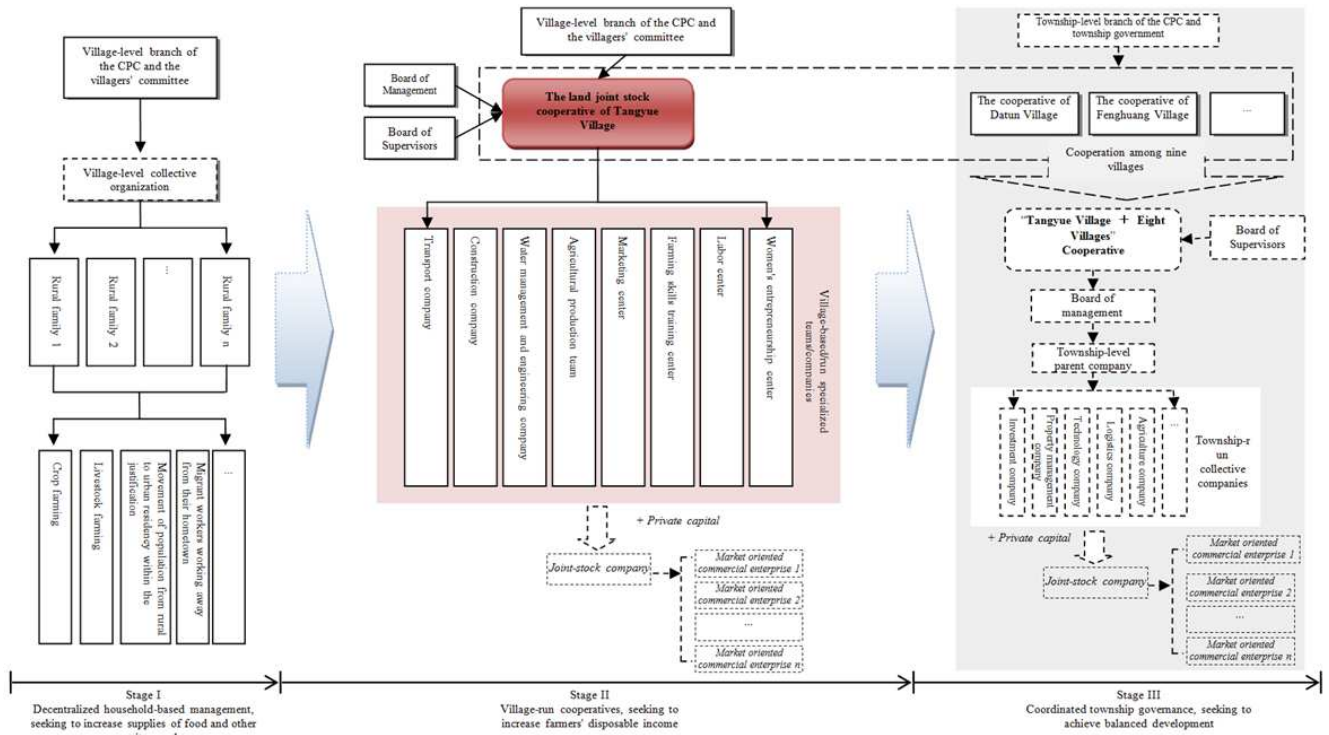 Village-level branch of
the CPC and the
villagers' committee
Village-level collective
organization
Rural family 1
Rural family 2
...
Rural family n
Crop farming
Livestock farming
Movement of population from rural
to urban residency within the
justification
Migrant workers working away
from their hometown
...
Village-level branch of the CPC and
the villagers' committee
Board of
Management
Board of
Supervisors
The land joint stock
cooperative of Tangyue
Village
Transport company
Construction company
Water management and engineering company
Agricultural production team
Marketing center
Farming skills training center
Labor center
Women's entrepreneurship center
Village-based/run specialized
teams/companies
+ Private capital
Joint-stock company
Market oriented
commercial enterprise 1
Market oriented
commercial enterprise 2
...
Market oriented
commercial enterprise n
Township-level branch of the CPC and
township government
The cooperative of
Datun Village
The cooperative of
Fenghuang Village
...
Cooperation among nine
villages
"Tangyue Village + Eight
Villages"
Cooperative
Board of
Supervisors
Board of
management
Township-level
parent company
Investment company
Property management
company
Technology company
Logistics company
Agriculture company
...
Township-r
un
collective
companies
+ Private capital
Joint-stock company
Market oriented
commercial enterprise 1
Market oriented
commercial enterprise 2
...
Market oriented
commercial enterprise n
Stage I
Decentralized household-based management,
seeking to increase supplies of food and other
Stage II
Village-run cooperatives, seeking to
increase farmers' disposable income
Stage III
Coordinated township governance, seeking to
achieve balanced development